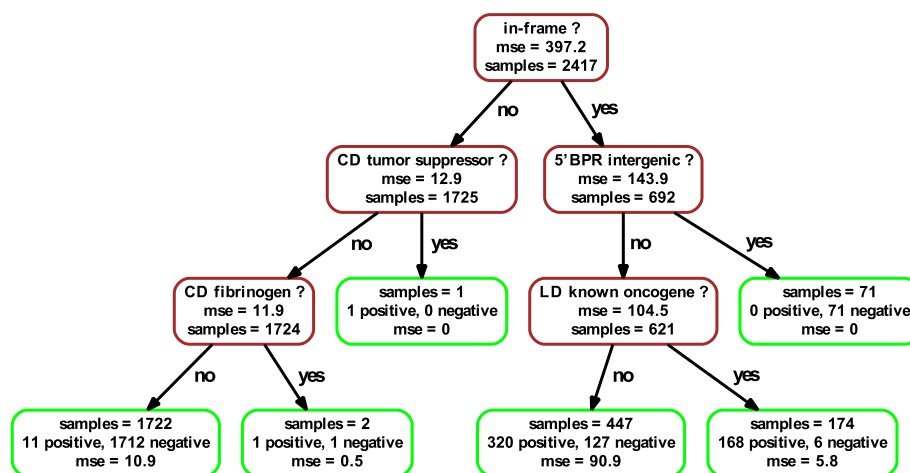 in-frame ?
mse = 397.2
samples = 2417
no
yes
CD tumor suppressor ?
mse = 12.9
samples = 1725
5'BPR intergenic ?
mse = 143.9
samples = 692
no
yes
no
yes
CD fibrinogen ?
mse = 11.9
samples = 1724
samples = 1
1 positive, 0 negative
mse = 0
LD known oncogene ?
mse = 104.5
samples = 621
samples = 71
0 positive, 71 negative
mse = 0
no
yes
no
yes
samples = 1722
11 positive, 1712 negative
mse = 10.9
samples = 2
1 positive, 1 negative
mse = 0.5
samples = 447
320 positive, 127 negative
mse = 90.9
samples = 174
168 positive, 6 negative
mse = 5.8